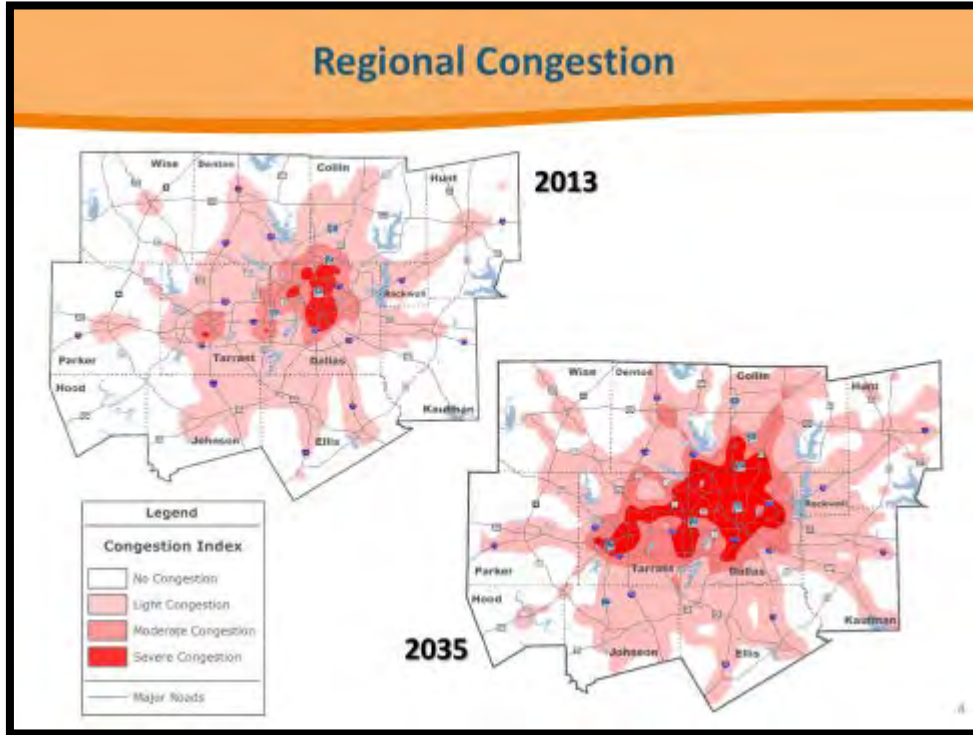 Regional Congestion
Wise
Denton
Collin
Hunt
2013
Rockwall
Parker
Tarrant
Dallas
Hood
Kaufman
Johnson
Ellis
Legend
Congestion Index
No Congestion
Light Congestion
Moderate Congestion
Severe Congestion
Major Roads
Wise
Denton
Collin
Hunt
Rockwall
Parker
Tarrant
Dallas
Hood
Kaufman
2035
Johnson
Ellis
4